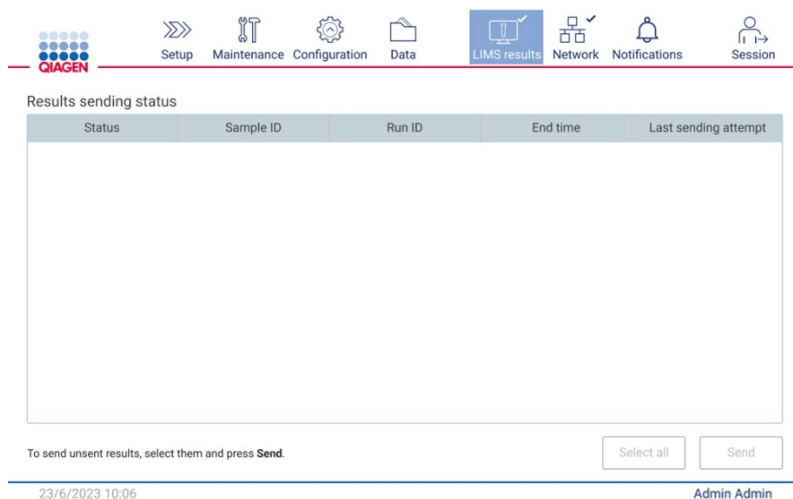 QIAGEN
Setup Maintenance Configuration Data LIMS results Network Notifications Session
Results sending status
Status Sample ID Run ID End time Last sending attempt
To send unsent results, select them and press Send.
Select all Send
23/6/2023 10:06 Admin Admin